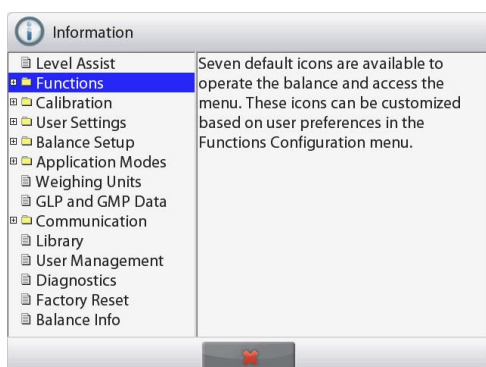 Information
Level Assist
Functions
Calibration
User Settings
Balance Setup
Application Modes
Weighing Units
GLP and GMP Data
Communication
Library
User Management
Diagnostics
Factory Reset
Balance Info
Seven default icons are available to
operate the balance and access the
menu. These icons can be customized
based on user preferences in the
Functions Configuration menu.